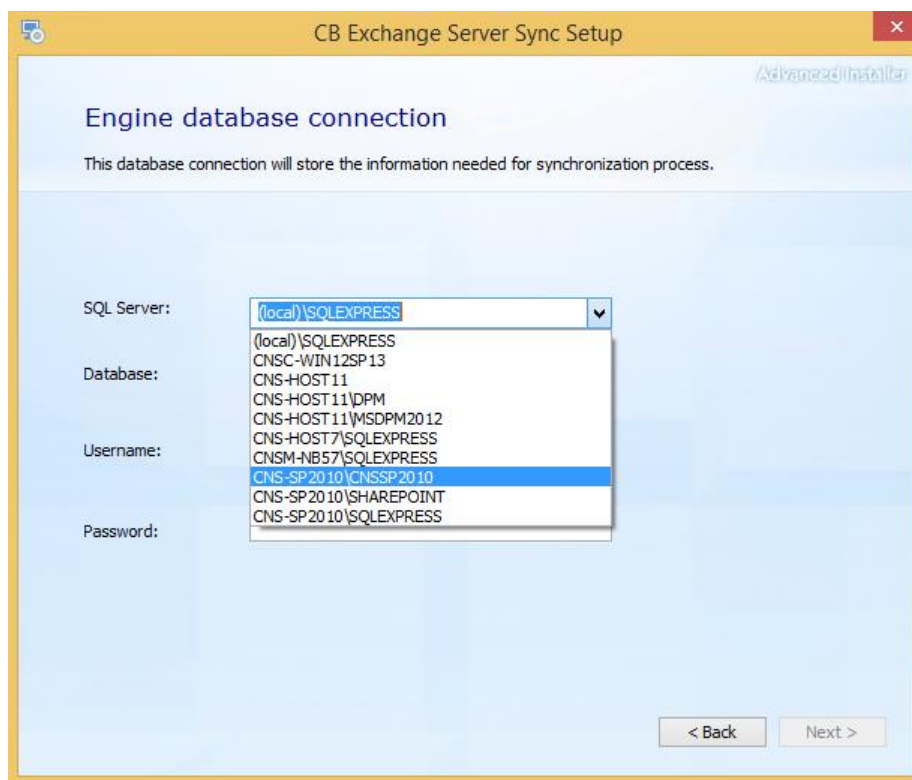 CB Exchange Server Sync Setup
Advanced Installer
Engine database connection
This database connection will store the information needed for synchronization process.
SQL Server:
(local)\SQLEXPRESS
(local)\SQLEXPRESS
CNSC-WIN12SP13
Database:
CNS-HOST11
CNS-HOST11\DPM
CNS-HOST11\MSDPM2012
CNS-HOST7\SQLEXPRESS
Username:
CNSM-NB57\SQLEXPRESS
CNS-SP2010\CNSSP2010
CNS-SP2010\SHAREPOINT
CNS-SP2010\SQLEXPRESS
Password:
< Back
Next >